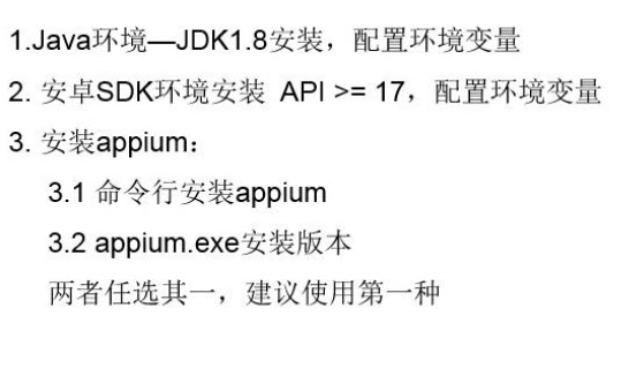 1.Java环境—JDK1.8安装，配置环境变量
2. 安卓SDK环境安装 API >= 17，配置环境变量
3. 安装appium：
3.1 命令行安装appium
3.2 appium.exe安装版本
两者任选其一，建议使用第一种